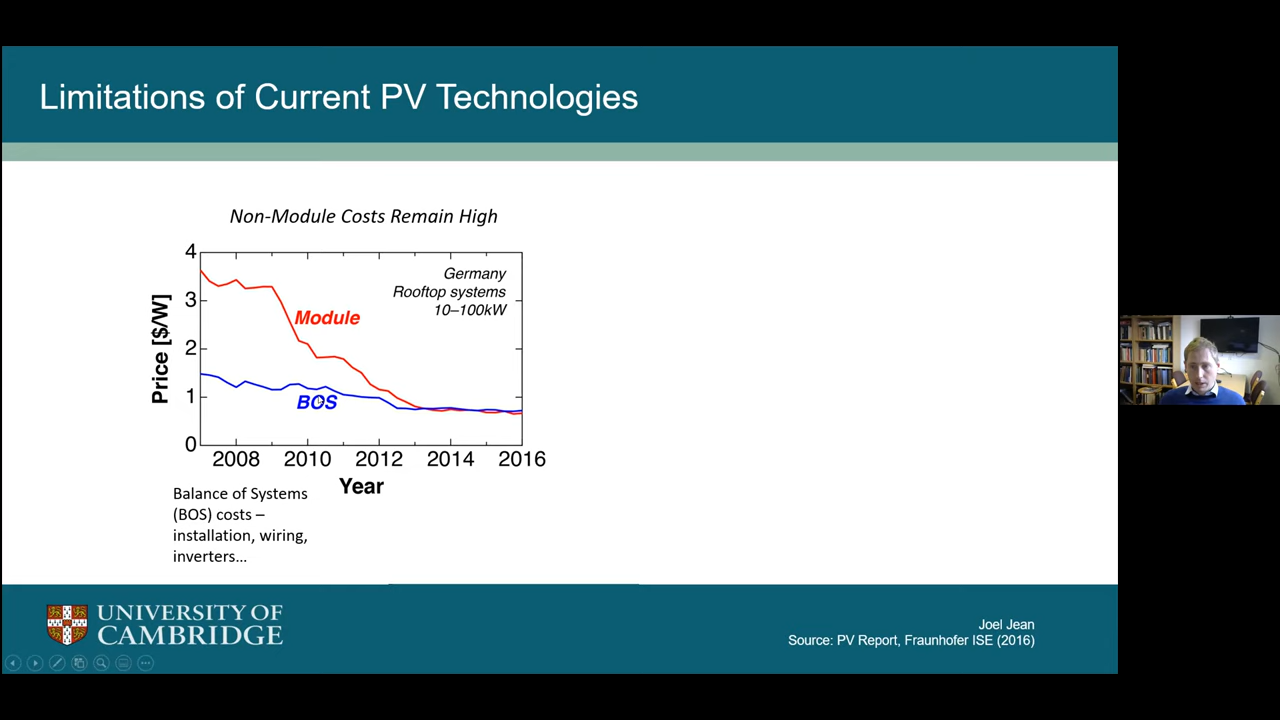 Limitations of Current PV Technologies
Non-Module Costs Remain High
4
3
2
1
0
Price [$/W]
Germany
Rooftop systems
10–100kW
Module
BOS
2008 2010 2012 2014 2016
Year
Balance of Systems
(BOS) costs –
installation, wiring,
inverters...
UNIVERSITY OF
CAMBRIDGE
Joel Jean
Source: PV Report, Fraunhofer ISE (2016)